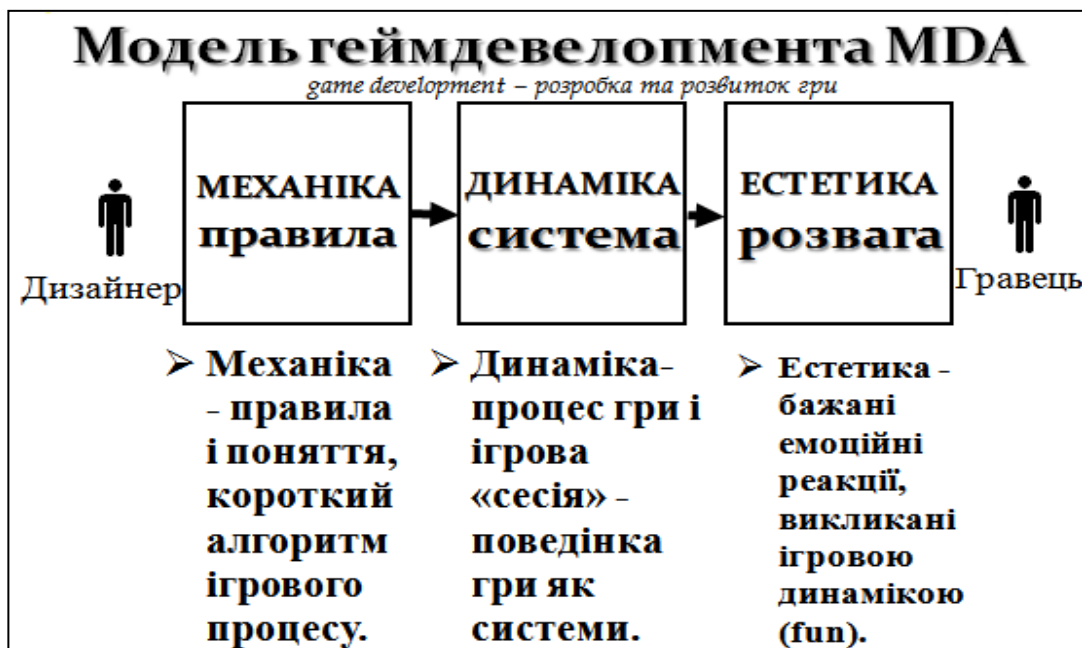 Модель геймдевелопмента MDA
game development – розробка та розвиток гри
МЕХАНІКА
правила
ДИНАМІКА
система
ЕСТЕТИКА
розвага
Дизайнер
Гравець
➢ Механіка
- правила
і поняття,
короткий
алгоритм
ігрового
процесу.
➢ Динаміка-
процес гри і
ігрова
«сесія» -
поведінка
гри як
системи.
➢ Естетика -
бажані
емоційні
реакції,
викликані
ігровою
динамікою
(fun).